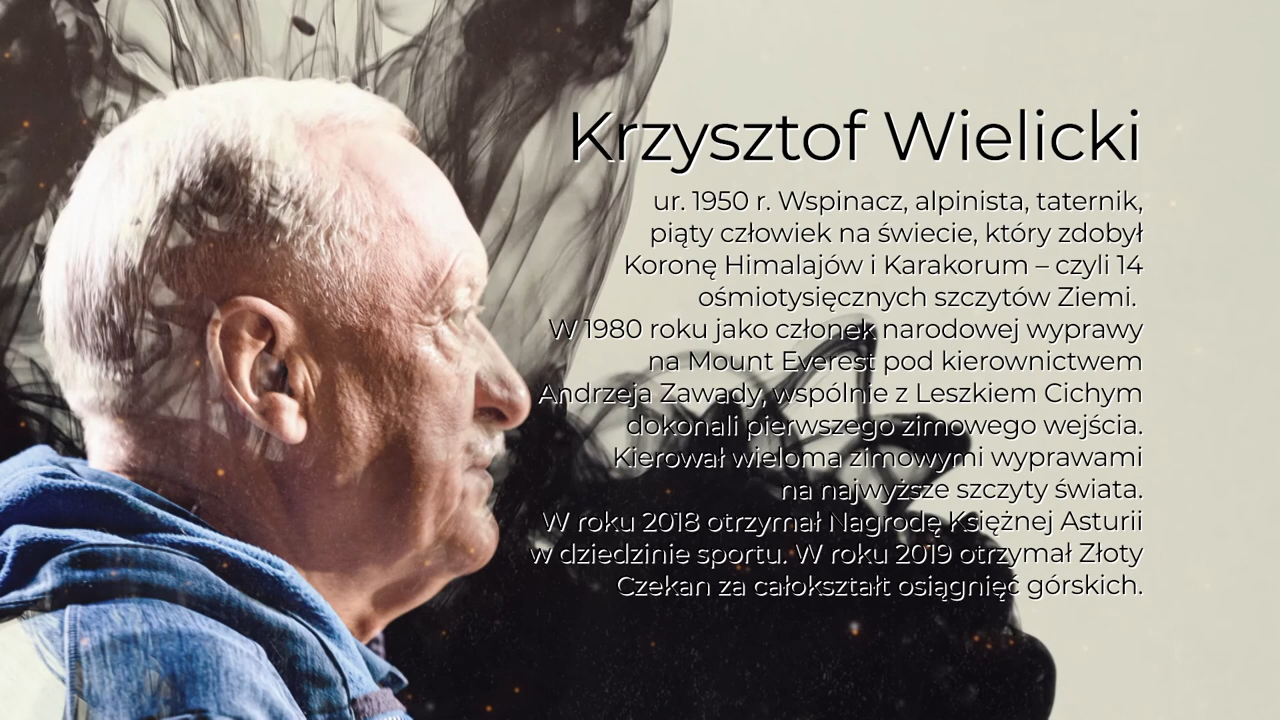 Krzysztof Wielicki
ur. 1950 r. Wspinacz, alpinista, taternik,
piąty człowiek na świecie, który zdobył
Koronę Himalajów i Karakorum – czyli 14
ośmiotysięcznych szczytów Ziemi.
W 1980 roku jako członek narodowej wyprawy
na Mount Everest pod kierownictwem
Andrzeja Zawady, wspólnie z Leszkiem Cichym
dokonali pierwszego zimowego wejścia.
Kierował wieloma zimowymi wyprawami
na najwyższe szczyty świata.
W roku 2018 otrzymał Nagrodę Księżnej Asturii
w dziedzinie sportu. W roku 2019 otrzymał Złoty
Czekan za całokształt osiągnięć górskich.